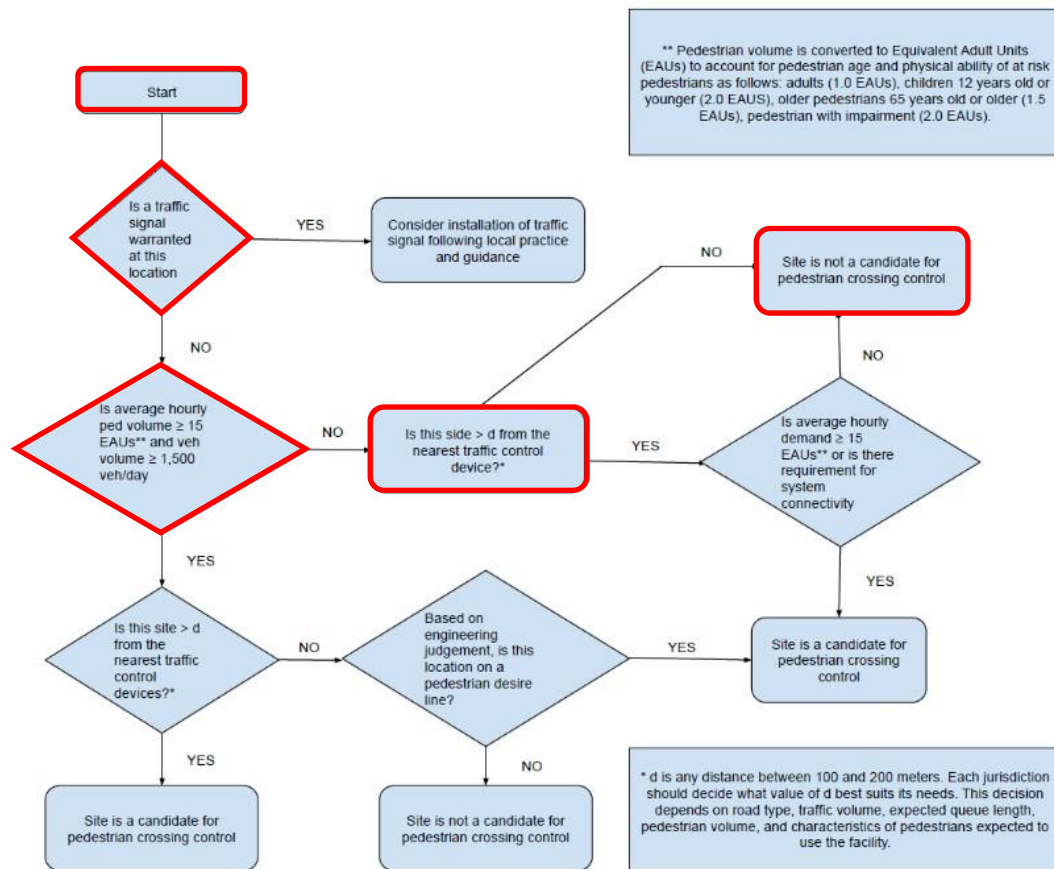 Start
** Pedestrian volume is converted to Equivalent Adult Units
(EAUs) to account for pedestrian age and physical ability of at risk
pedestrians as follows: adults (1.0 EAUs), children 12 years old or
younger (2.0 EAUS), older pedestrians 65 years old or older (1.5
EAUs), pedestrian with impairment (2.0 EAUs).
Is a traffic
signal
warranted
at this
location
YES
Consider installation of traffic
signal following local practice
and guidance
NO
Site is not a candidate for
pedestrian crossing control
NO
Is average hourly
ped volume ≥ 15
EAUs** and veh
volume ≥ 1,500
veh/day
NO
Is this side > d from the
nearest traffic control
device?*
YES
Is average hourly
demand ≥ 15
EAUs** or is there
requirement for
system
connectivity
NO
YES
YES
Is this site > d
from the
nearest traffic
control
devices?*
NO
Based on
engineering
judgement, is this
location on a
pedestrian desire
line?
YES
Site is a candidate for
pedestrian crossing
control
YES
NO
Site is a candidate for
pedestrian crossing control
Site is not a candidate for
pedestrian crossing control
* d is any distance between 100 and 200 meters. Each jurisdiction
should decide what value of d best suits its needs. This decision
depends on road type, traffic volume, expected queue length,
pedestrian volume, and characteristics of pedestrians expected to
use the facility.